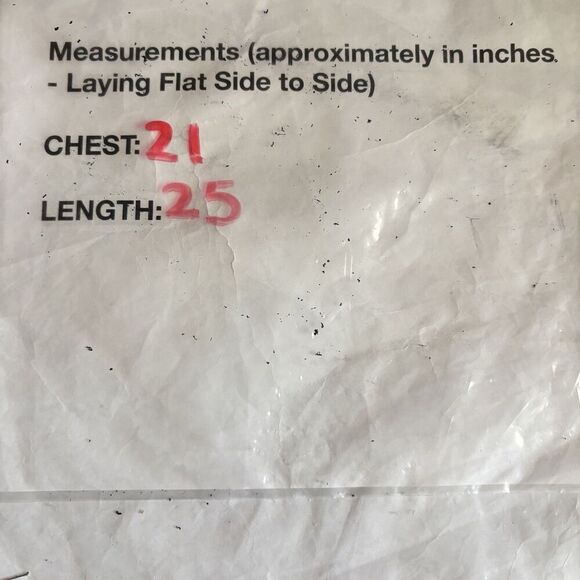 Measurements (approximately in inches.
- Laying Flat Side to Side)
CHEST: 21
LENGTH: 25